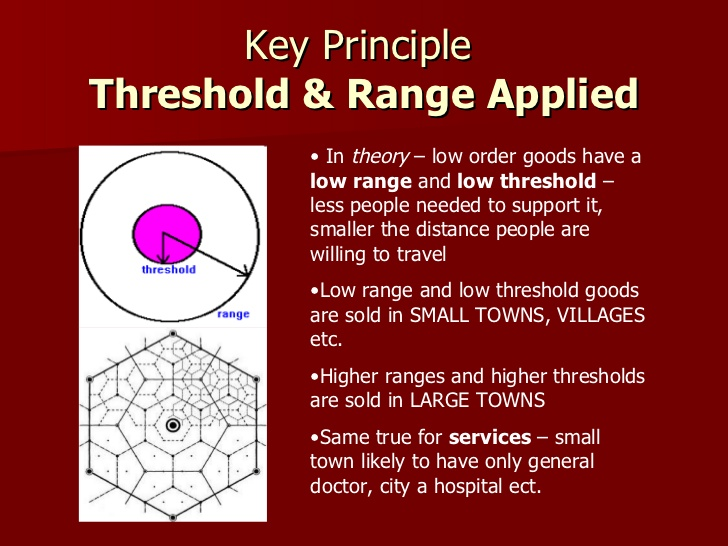 Key Principle
Threshold & Range Applied
threshold
range
• In theory – low order goods have a
low range and low threshold –
less people needed to support it,
smaller the distance people are
willing to travel
•Low range and low threshold goods
are sold in SMALL TOWNS, VILLAGES
etc.
•Higher ranges and higher thresholds
are sold in LARGE TOWNS
•Same true for services – small
town likely to have only general
doctor, city a hospital ect.